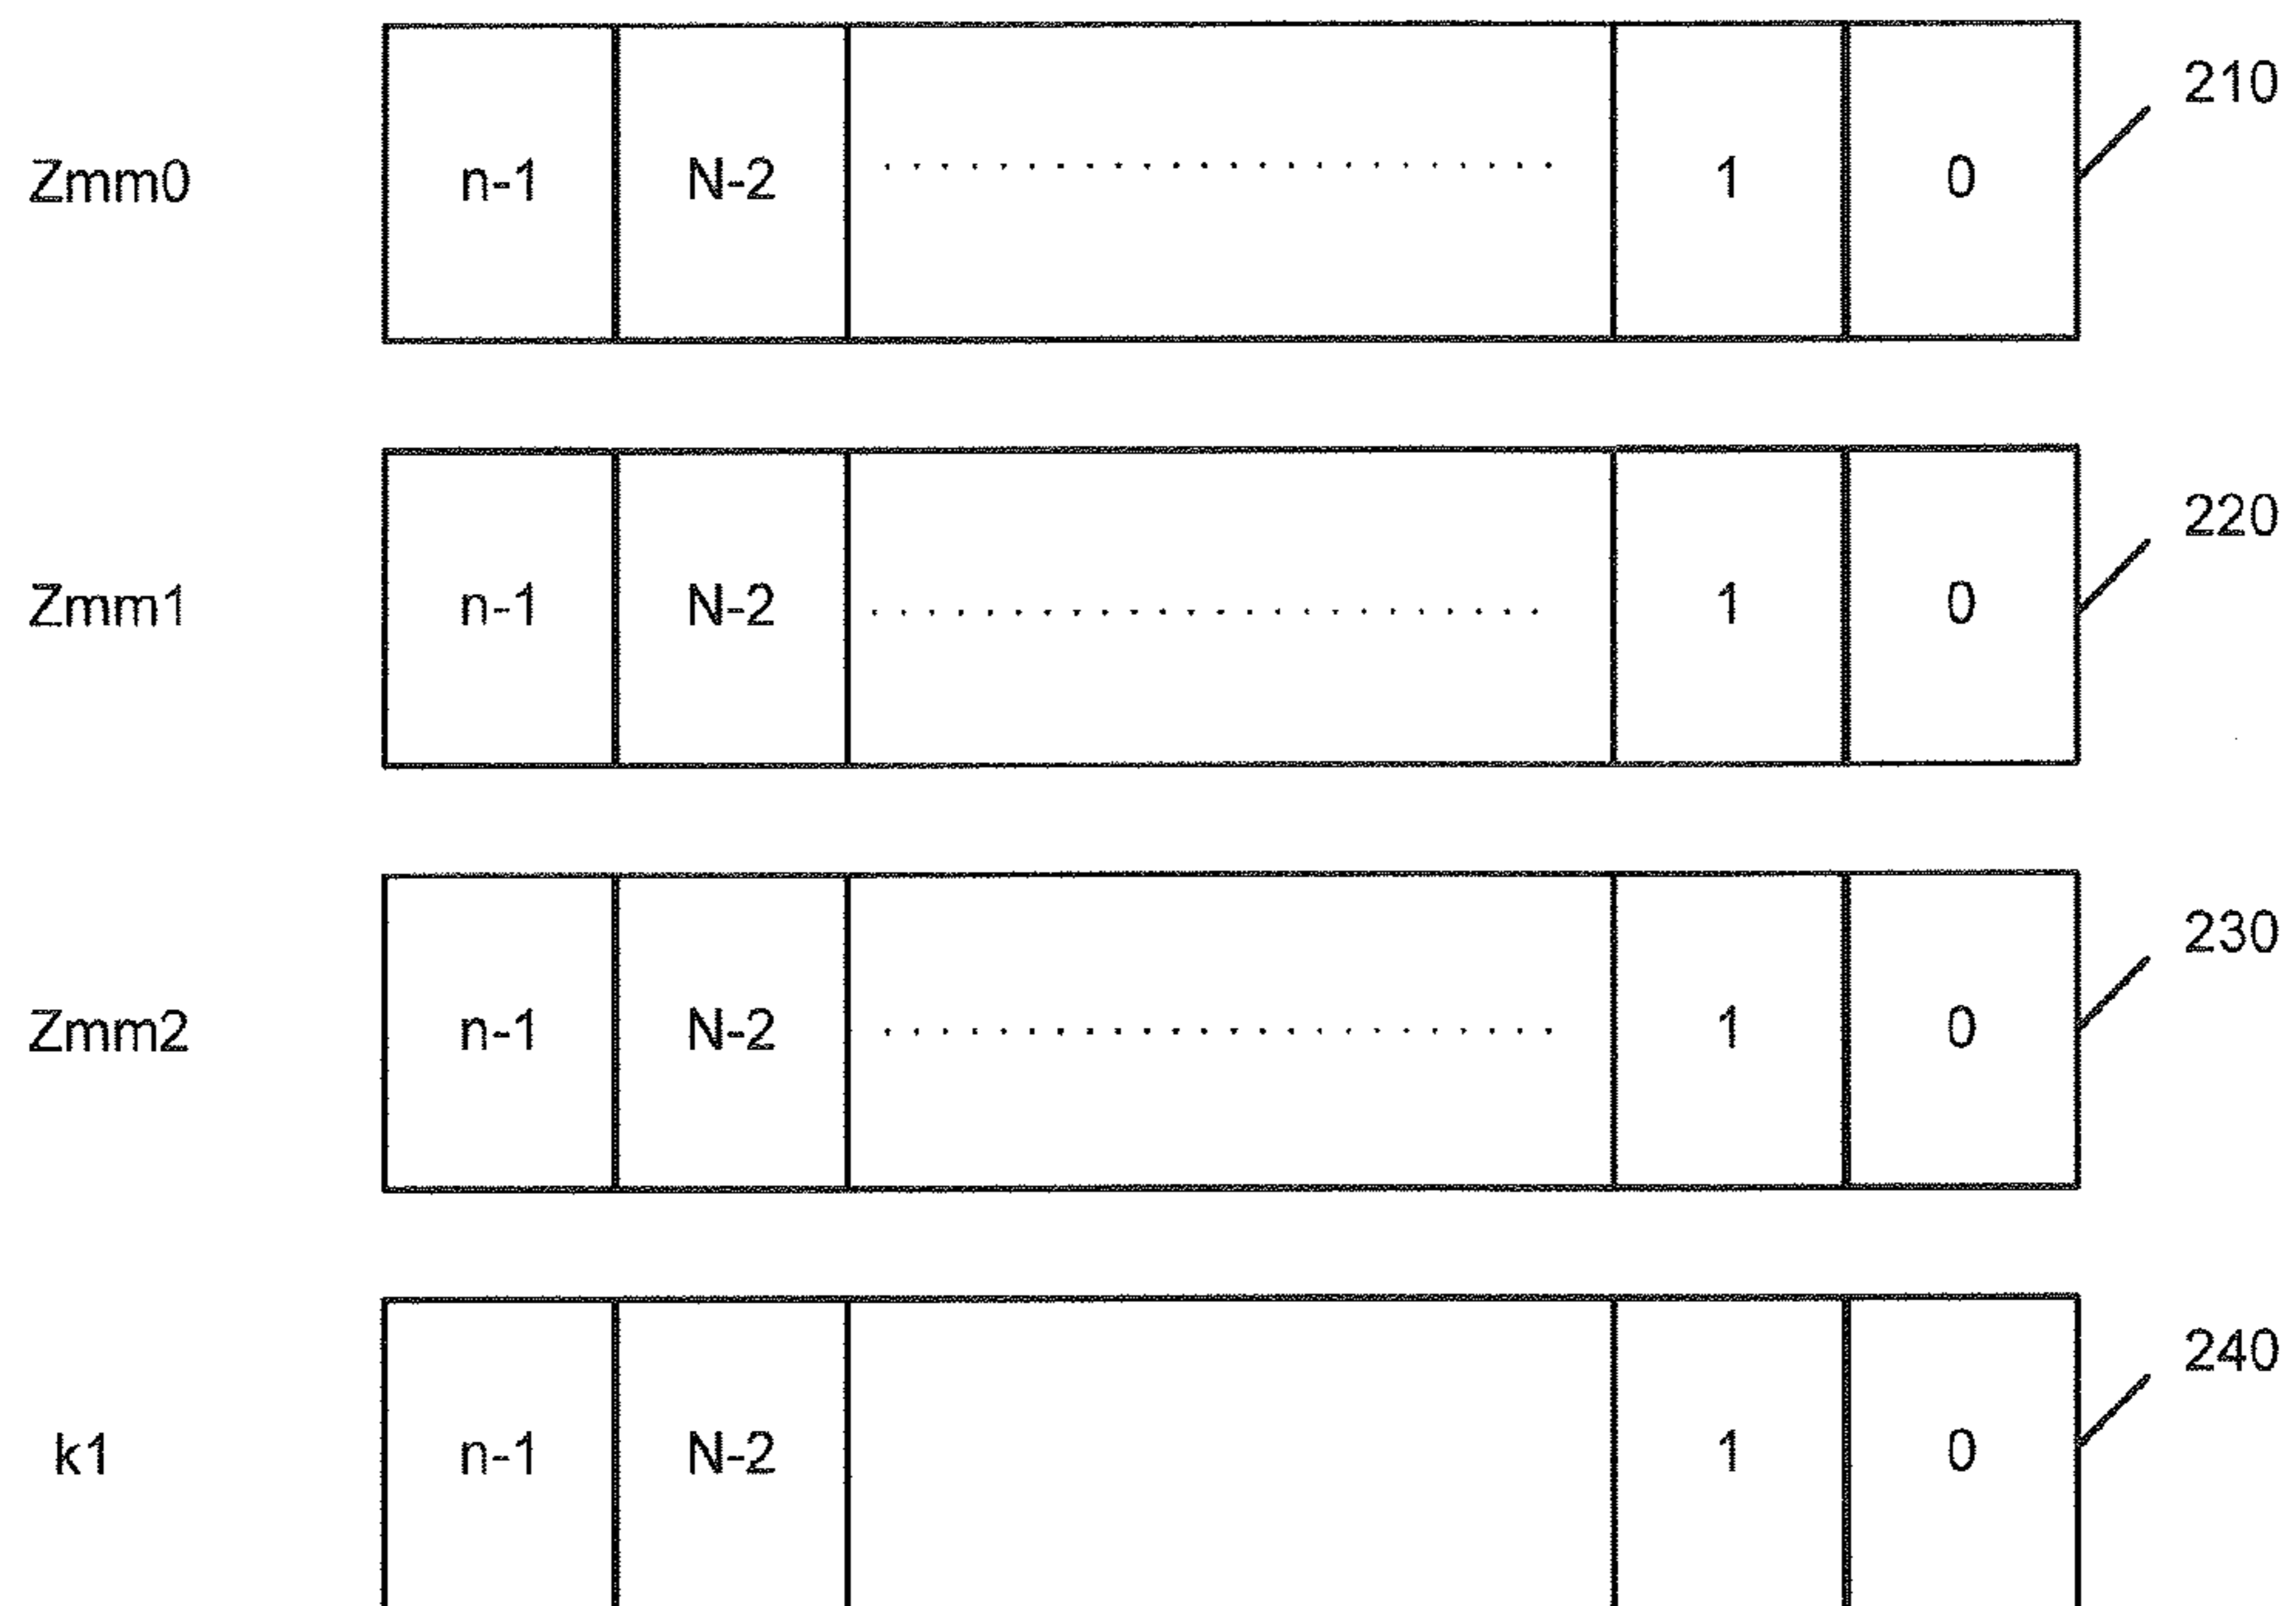 210
Zmm0 n-1 N-2 .......................... 1 0
220
Zmm1 n-1 N-2 .......................... 1 0
230
Zmm2 n-1 N-2 .......................... 1 0
240
k1 n-1 N-2 1 0